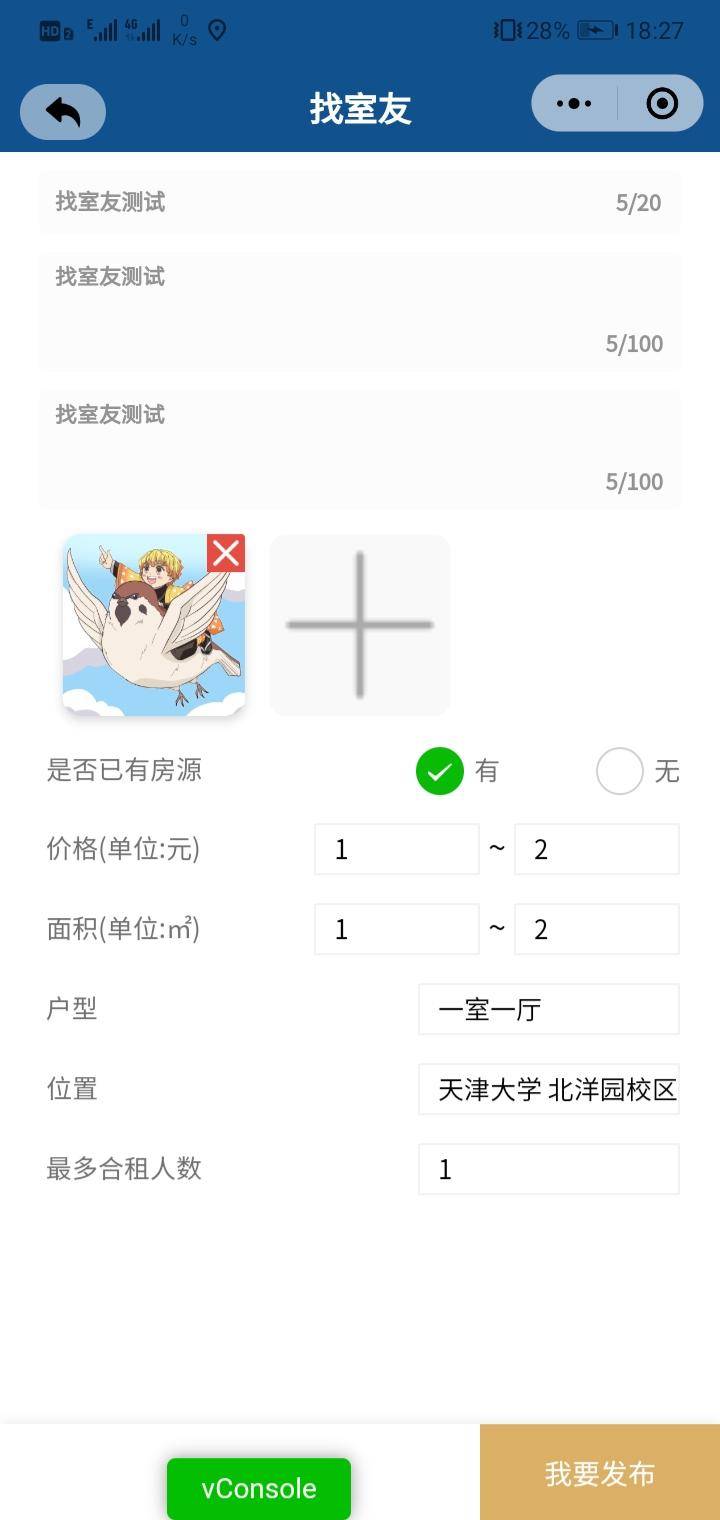 HD 2 E 4G 0 K/s 28% 18:27
找室友
找室友测试 5/20
找室友测试
5/100
找室友测试
5/100
是否已有房源 有 无
价格(单位:元) 1 ~ 2
面积(单位:㎡) 1 ~ 2
户型 一室一厅
位置 天津大学 北洋园校区
最多合租人数 1
vConsole 我要发布